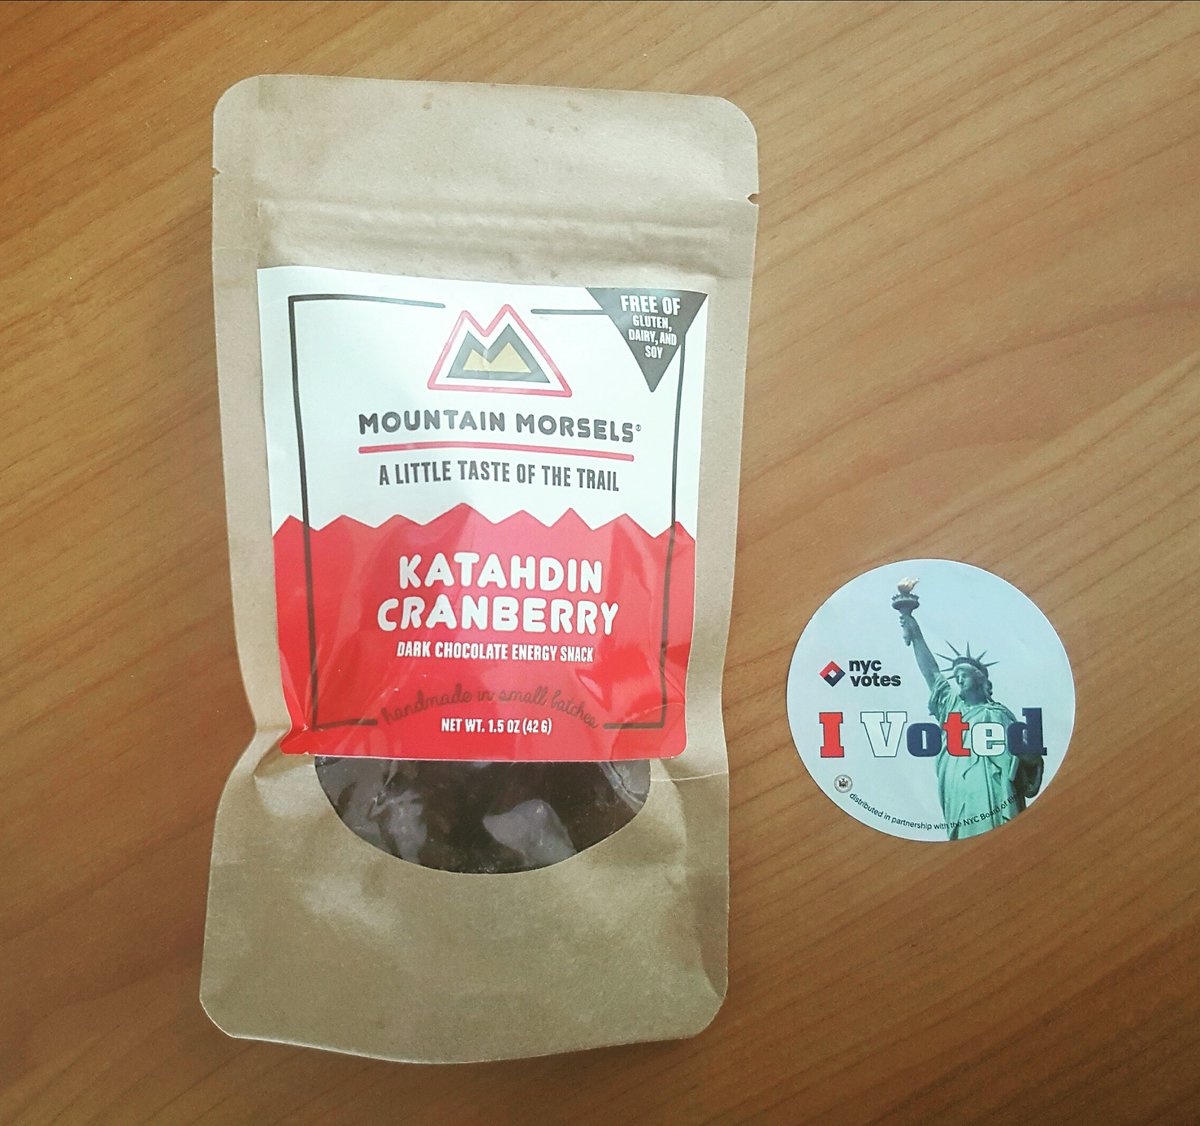 FREE OF
GLUTEN,
DAIRY, AND
SOY
MOUNTAIN MORSELS®
A LITTLE TASTE OF THE TRAIL
KATAHDIN
CRANBERRY
DARK CHOCOLATE ENERGY SNACK
handmade in small batches
NET WT. 1.5 OZ (42 G)
nyc
votes
I Voted
distributed in partnership with the NYC Board of